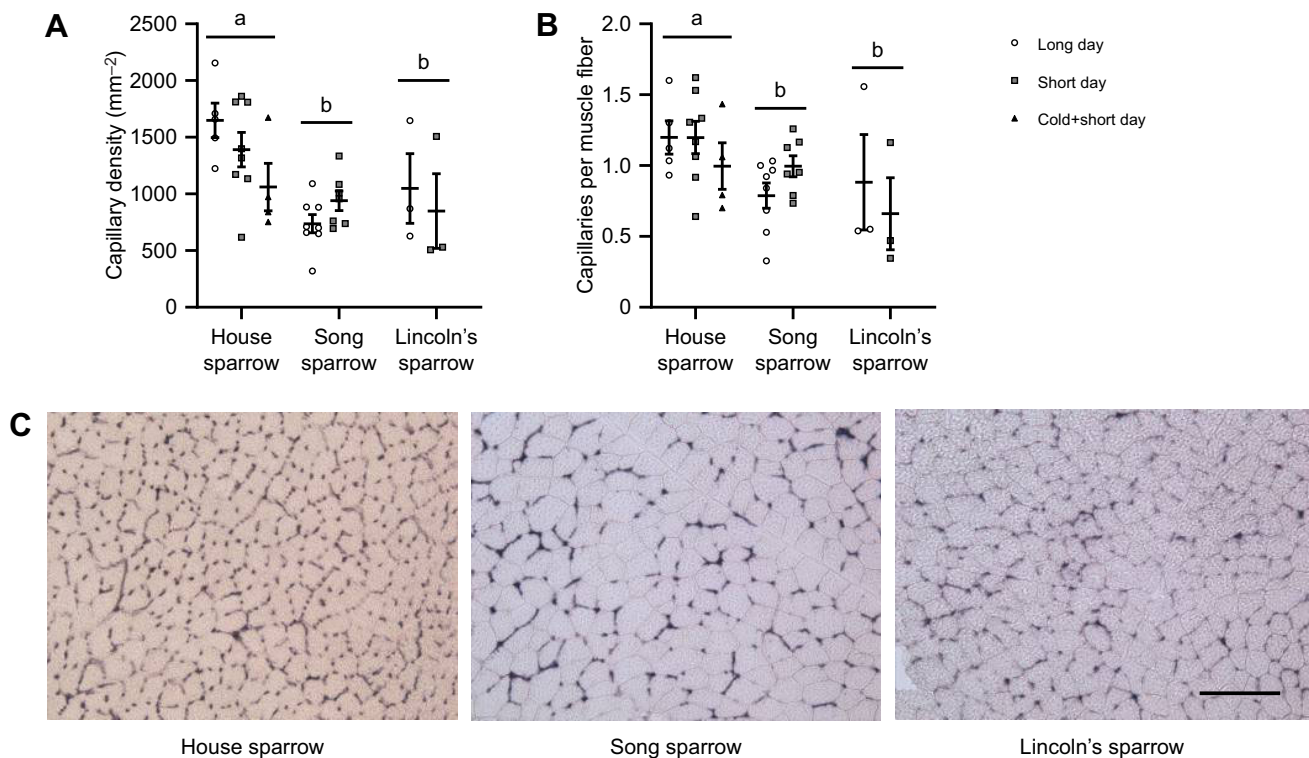 A
Capillary density (mm–2)
2500
2000
1500
1000
500
0
a
b
b
House
sparrow
Song
sparrow
Lincoln’s
sparrow
B
Capillaries per muscle fiber
2.0
1.5
1.0
0.5
0
a
b
b
House
sparrow
Song
sparrow
Lincoln’s
sparrow
Long day
Short day
Cold+short day
C
House sparrow
Song sparrow
Lincoln’s sparrow